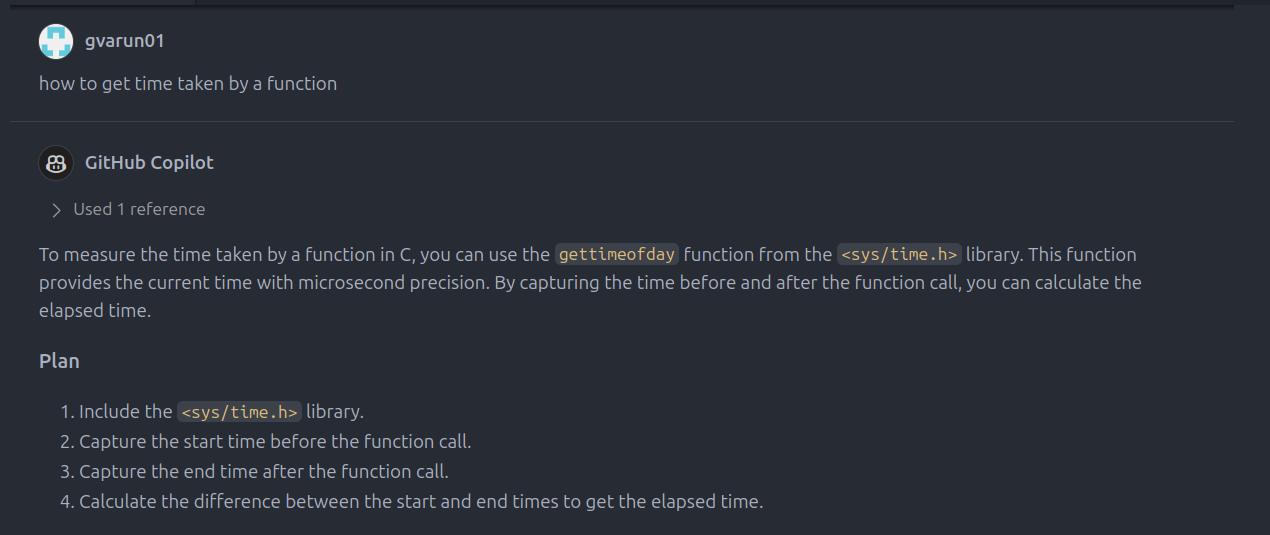 gvarun01
how to get time taken by a function
GitHub Copilot
Used 1 reference
To measure the time taken by a function in C, you can use the gettimeofday function from the <sys/time.h> library. This function
provides the current time with microsecond precision. By capturing the time before and after the function call, you can calculate the
elapsed time.
Plan
1. Include the <sys/time.h> library.
2. Capture the start time before the function call.
3. Capture the end time after the function call.
4. Calculate the difference between the start and end times to get the elapsed time.